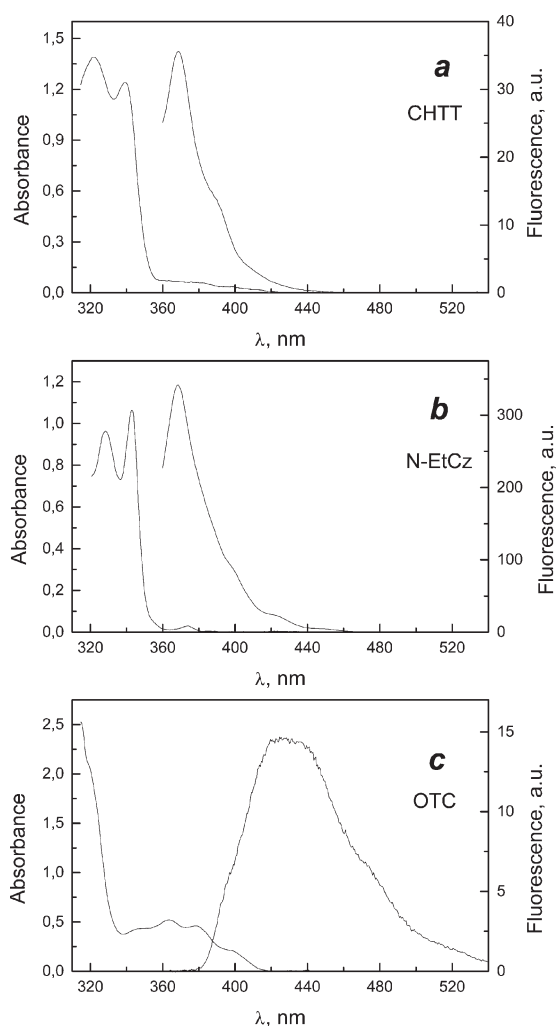 1,5
1,2
0,9
0,6
0,3
0,0
Absorbance
40
30
20
10
0
Fluorescence, a.u.
a
CHTT
320 360 400 440 480 520
λ, nm
1,2
1,0
0,8
0,6
0,4
0,2
0,0
Absorbance
300
200
100
0
Fluorescence, a.u.
b
N-EtCz
320 360 400 440 480 520
λ, nm
2,5
2,0
1,5
1,0
0,5
0,0
Absorbance
15
10
5
0
Fluorescence, a.u.
c
OTC
320 360 400 440 480 520
λ, nm